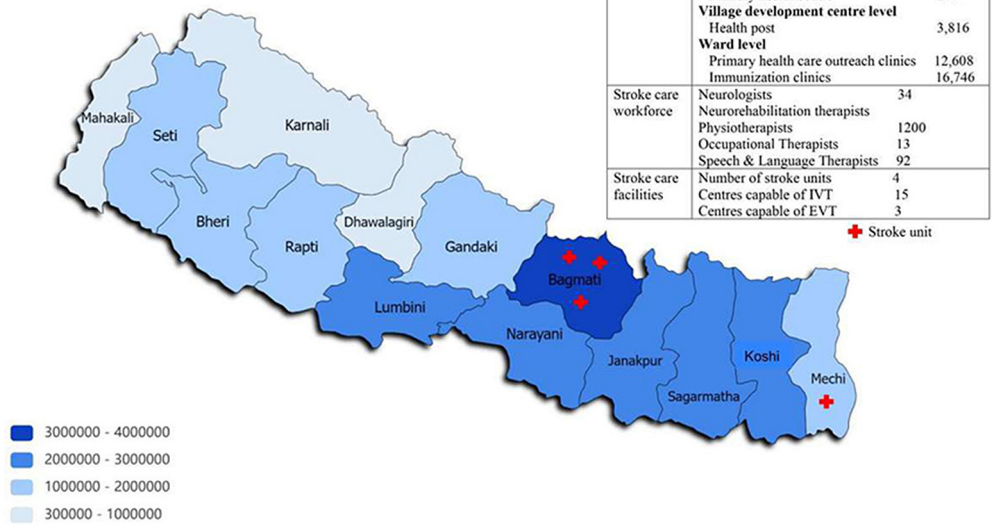 Village development centre level
Health post 3,816
Ward level
Primary health care outreach clinics 12,608
Immunization clinics 16,746
Stroke care workforce
Neurologists 34
Neurorehabilitation therapists
Physiotherapists 1200
Occupational Therapists 13
Speech & Language Therapists 92
Stroke care facilities
Number of stroke units 4
Centres capable of IVT 15
Centres capable of EVT 3
Stroke unit
Mahakali
Seti
Karnali
Bheri
Rapti
Dhawalagiri
Gandaki
Lumbini
Bagmati
Narayani
Janakpur
Sagarmatha
Koshi
Mechi
3000000 - 4000000
2000000 - 3000000
1000000 - 2000000
300000 - 1000000